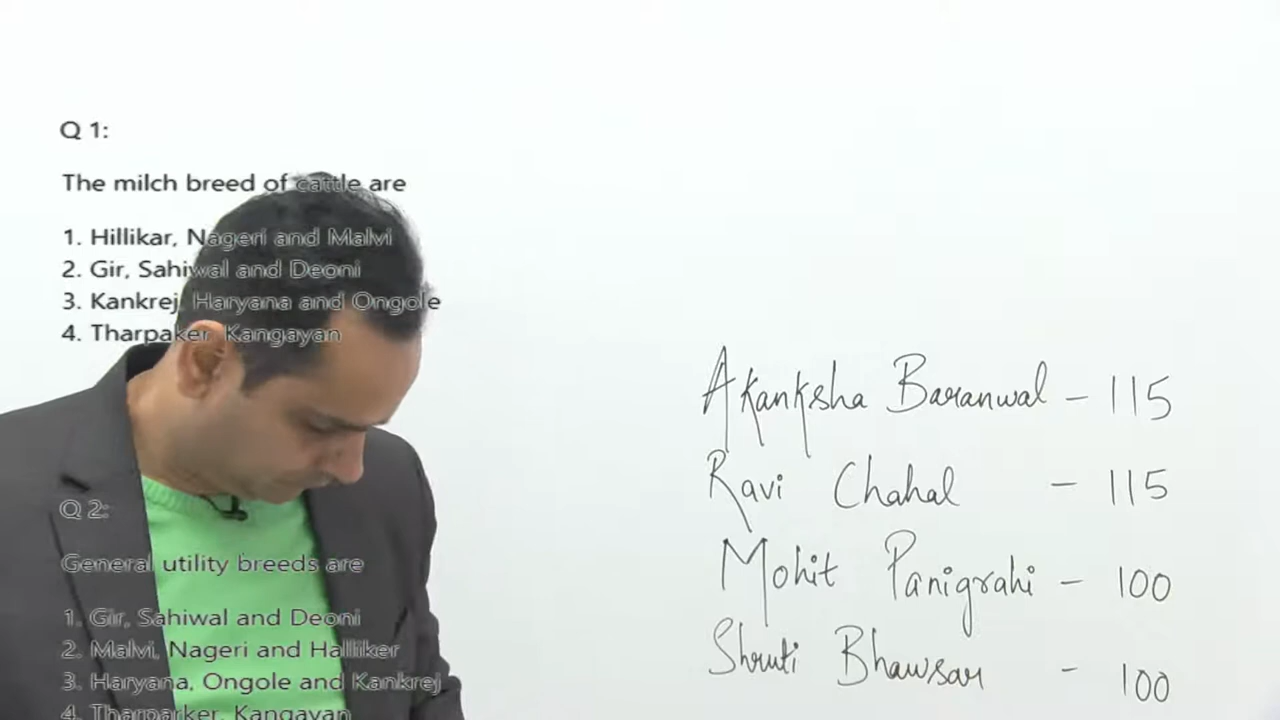 Q 1:
The milch breed of cattle are
1. Hillikar, Nageri and Malvi
2. Gir, Sahiwal and Deoni
3. Kankrej, Haryana and Ongole
4. Tharpaker, Kangayan
Q 2:
General utility breeds are
1. Gir, Sahiwal and Deoni
2. Malvi, Nageri and Halliker
3. Haryana, Ongole and Kankrej
4. Tharparker, Kangayan
Akanksha Baranwal - 115
Ravi Chahal - 115
Mohit Panigrahi - 100
Shruti Bhawsar - 100